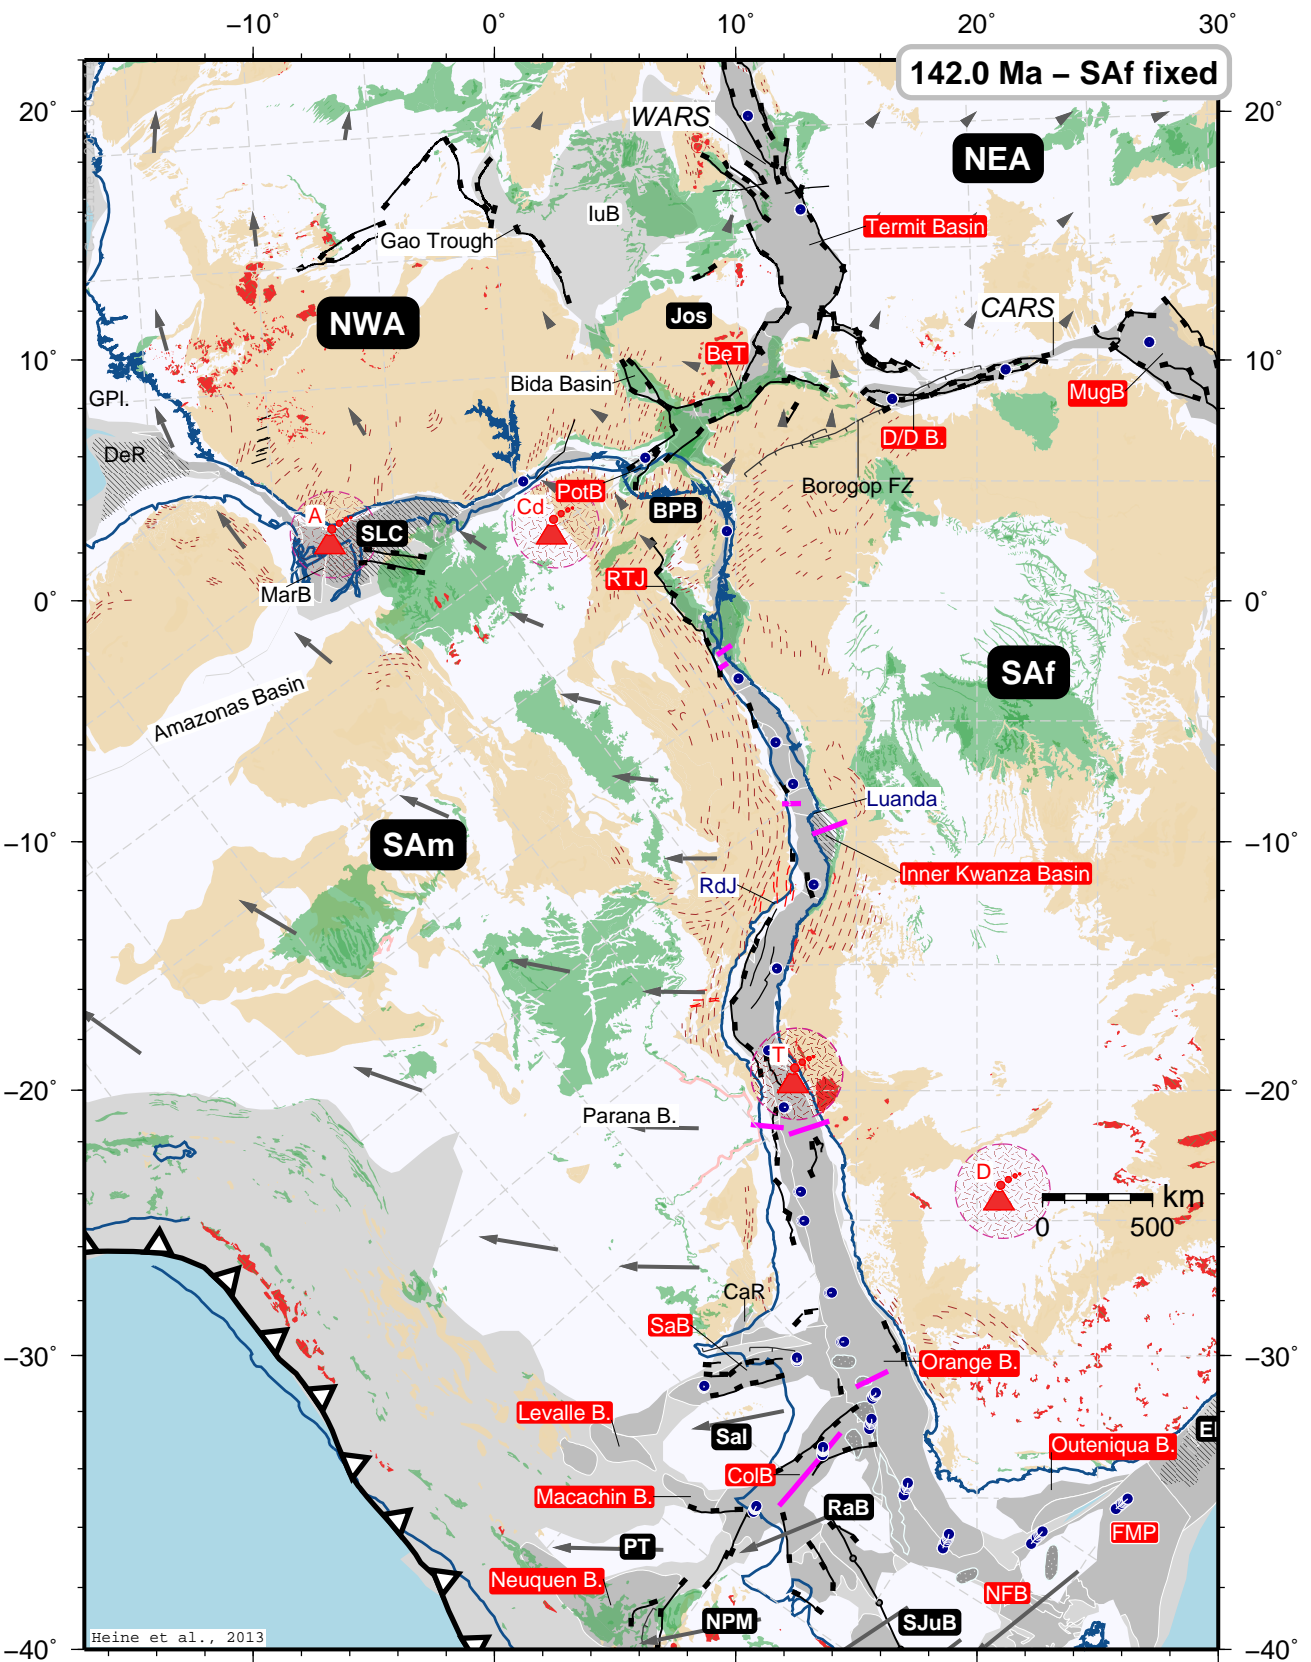 −10˚ 0˚ 10˚ 20˚ 30˚
142.0 Ma – SAf fixed
20˚ 20˚
WARS
NEA
IuB
Termit Basin
Gao Trough
CARS
NWA
Jos
BeT
10˚ 10˚
Bida Basin
MugB
GPl.
D/D B.
DeR
Borogop FZ
PotB
A
Cd
BPB
SLC
RTJ
MarB
0˚ 0˚
SAf
Amazonas Basin
Luanda
SAm
−10˚ −10˚
Inner Kwanza Basin
RdJ
T
−20˚ −20˚
Parana B.
D
km
0 500
CaR
SaB
Orange B.
−30˚ −30˚
Levalle B.
Sal
Outeniqua B.
ColB
Macachin B.
RaB
FMP
PT
Neuquen B.
NFB
NPM
SJuB
Heine et al., 2013
−40˚ −40˚